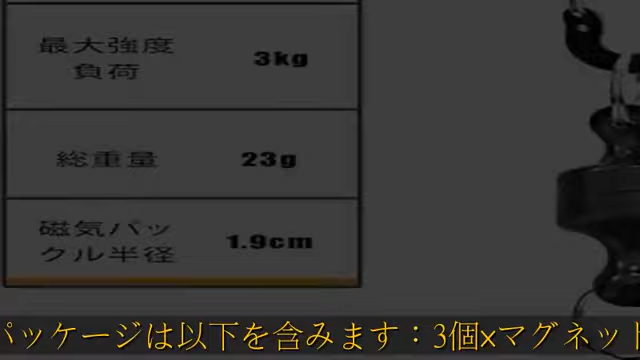 最大強度
負荷
3kg
総重量
23g
磁気パッ
クル半径
1.9cm
パッケージは以下を含みます：3個×マグネット